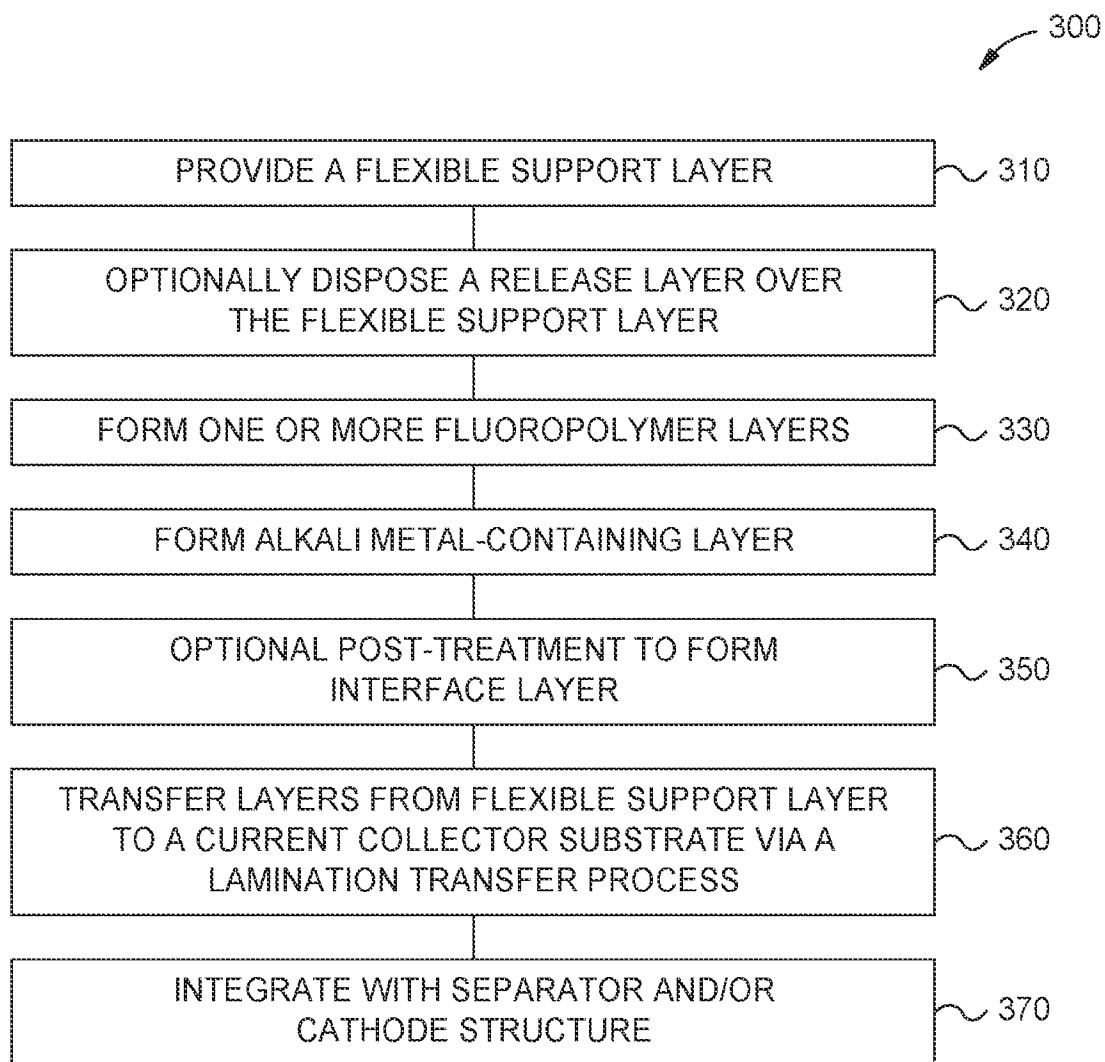 300
PROVIDE A FLEXIBLE SUPPORT LAYER
310
OPTIONALLY DISPOSE A RELEASE LAYER OVER
THE FLEXIBLE SUPPORT LAYER
320
FORM ONE OR MORE FLUOROPOLYMER LAYERS
330
FORM ALKALI METAL-CONTAINING LAYER
340
OPTIONAL POST-TREATMENT TO FORM
INTERFACE LAYER
350
TRANSFER LAYERS FROM FLEXIBLE SUPPORT LAYER
TO A CURRENT COLLECTOR SUBSTRATE VIA A
LAMINATION TRANSFER PROCESS
360
INTEGRATE WITH SEPARATOR AND/OR
CATHODE STRUCTURE
370